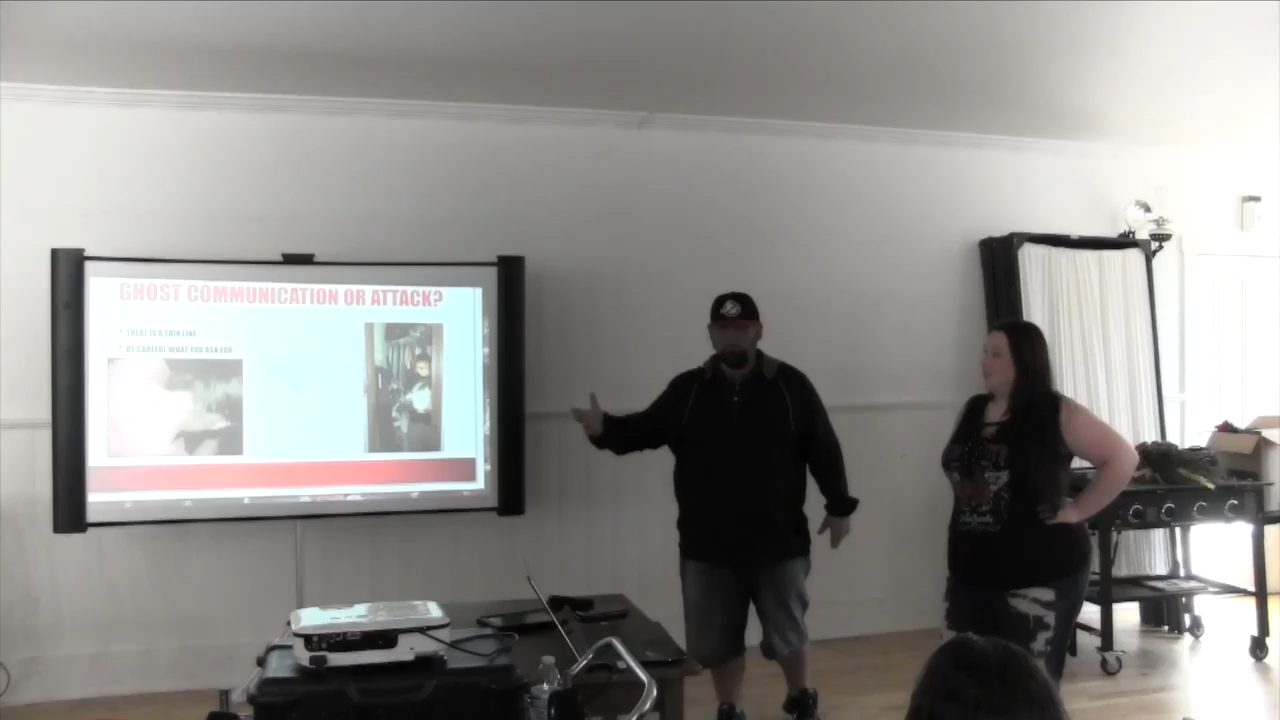 GHOST COMMUNICATION OR ATTACK?
* THERE IS A THIN LINE
* BE CAREFUL WHAT YOU ASK FOR